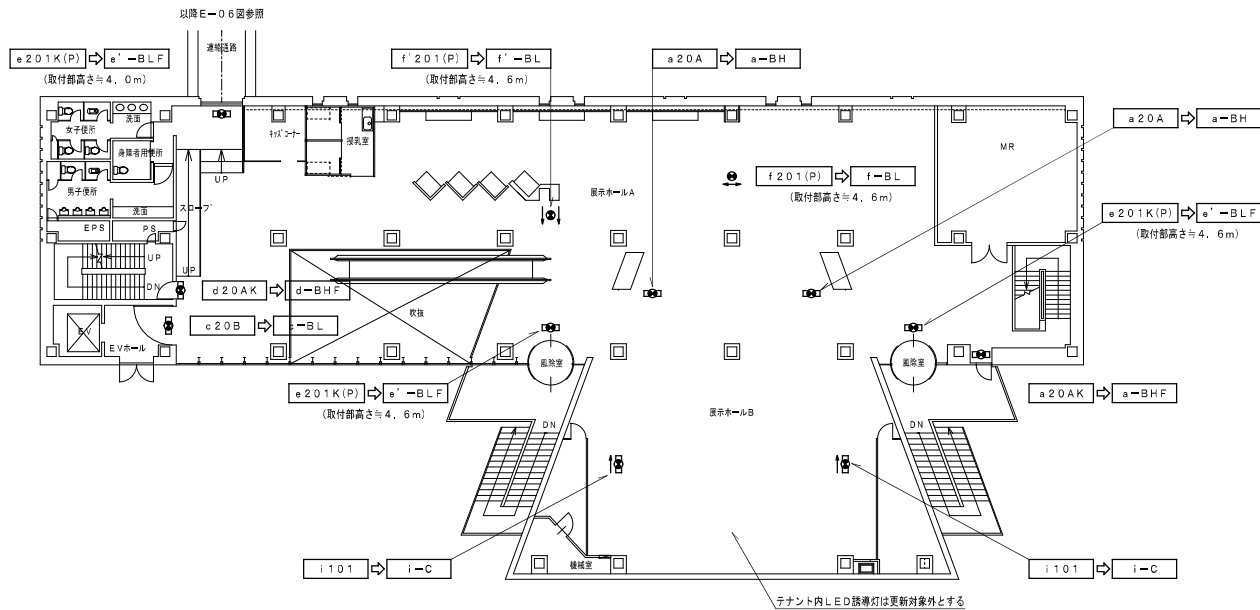 以降E-06図参照
連絡通路
e201K(P) ⇨ e'-BLF
(取付部高さ≒4.0m)
f'201(P) ⇨ f'-BL
(取付部高さ≒4.6m)
a20A ⇨ a-BH
a20A ⇨ a-BH
女子便所
洗面
身障者用便所
男子便所
洗面
EPS
PS
スロープ
UP
UP
UP
DN
キッズコーナー
授乳室
展示ホールA
MR
f201(P) ⇨ f-BL
(取付部高さ≒4.6m)
e201K(P) ⇨ e'-BLF
(取付部高さ≒4.6m)
d20AK ⇨ d-BHF
c20B ⇨ c-BL
吹抜
EV
EVホール
風除室
風除室
e201K(P) ⇨ e'-BLF
(取付部高さ≒4.6m)
a20AK ⇨ a-BHF
展示ホールB
DN
DN
i101 ⇨ i-C
機械室
i101 ⇨ i-C
テナント内LED誘導灯は更新対象外とする